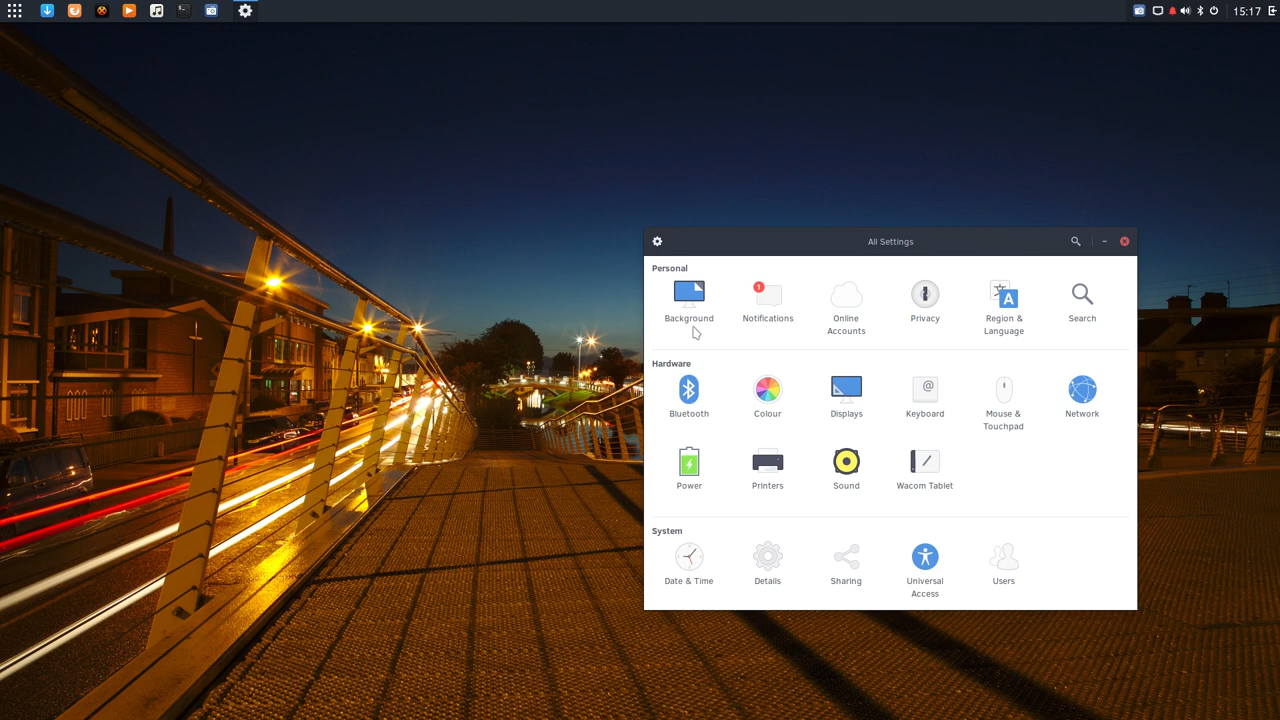 15:17
All Settings
Personal
Background
Notifications
1
Online
Accounts
Privacy
Region &
Language
A
Search
Hardware
Bluetooth
Colour
Displays
@
Keyboard
Mouse &
Touchpad
Network
Power
Printers
Sound
Wacom Tablet
System
Date & Time
Details
Sharing
Universal
Access
Users